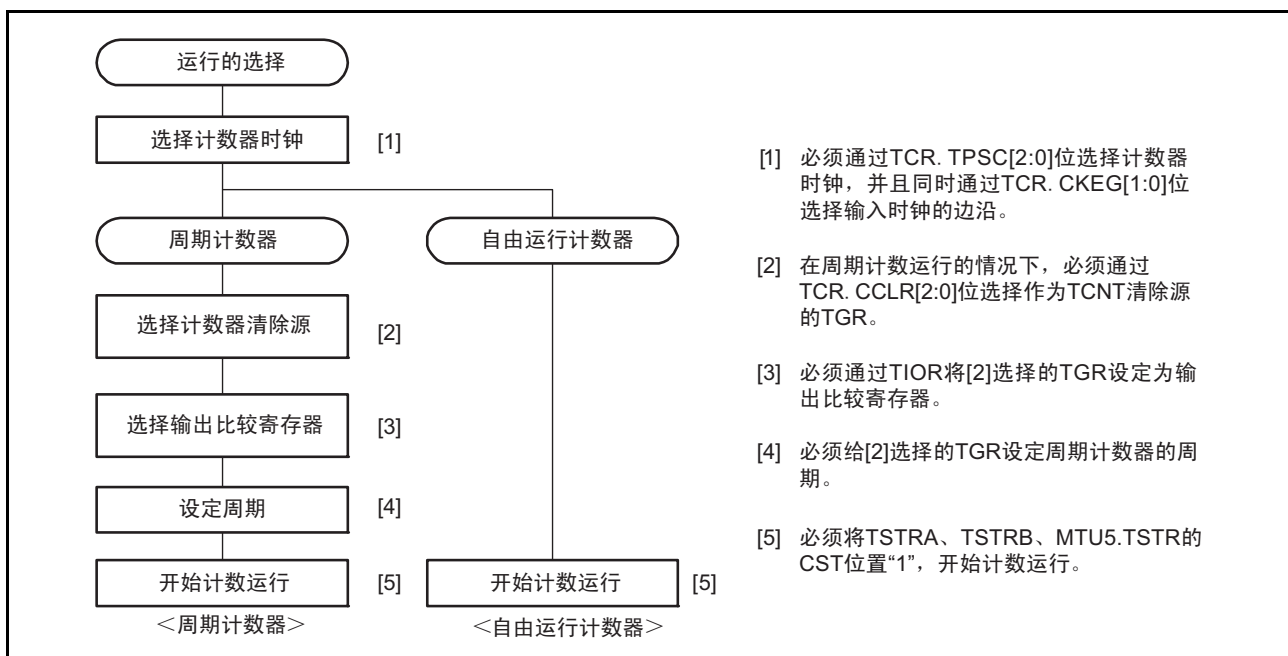 运行的选择
选择计数器时钟 [1]
周期计数器 自由运行计数器
选择计数器清除源 [2]
选择输出比较寄存器 [3]
设定周期 [4]
开始计数运行 [5] 开始计数运行 [5]
＜周期计数器＞ ＜自由运行计数器＞
[1] 必须通过TCR. TPSC[2:0]位选择计数器
时钟，并且同时通过TCR. CKEG[1:0]位
选择输入时钟的边沿。
[2] 在周期计数运行的情况下，必须通过
TCR. CCLR[2:0]位选择作为TCNT清除源
的TGR。
[3] 必须通过TIOR将[2]选择的TGR设定为输
出比较寄存器。
[4] 必须给[2]选择的TGR设定周期计数器的周
期。
[5] 必须将TSTRA、TSTRB、MTU5.TSTR的
CST位置“1”，开始计数运行。